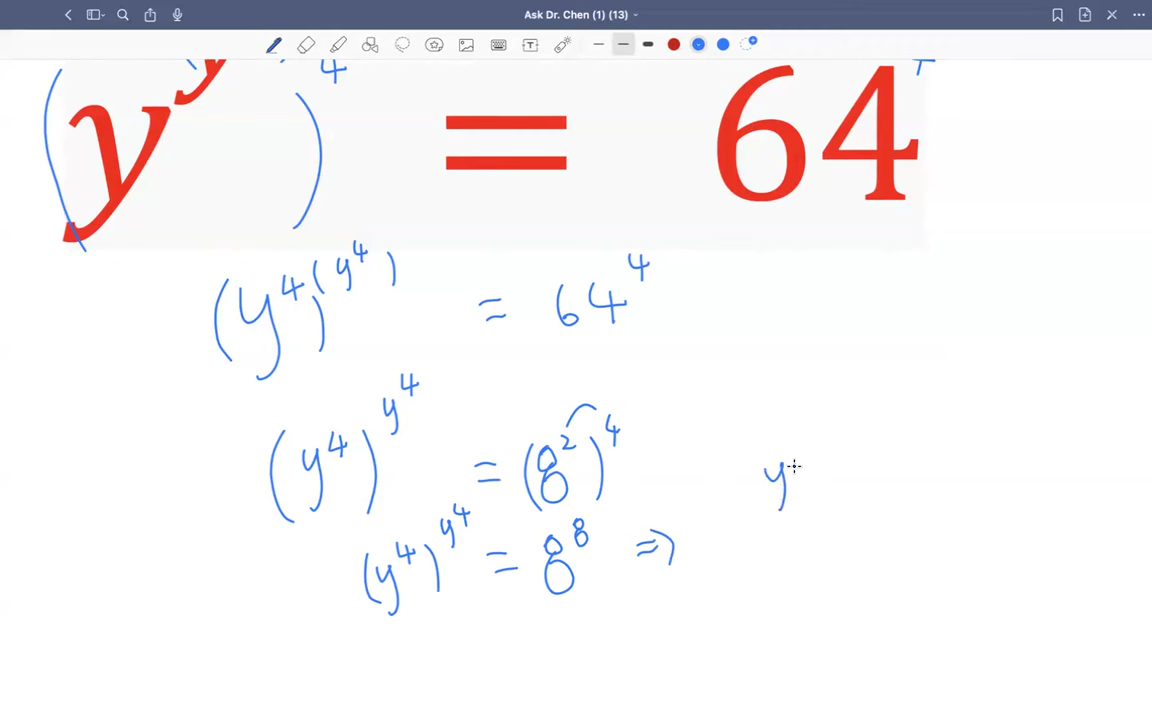 Ask Dr. Chen (1) (13)
T
4
(y^y )^4 = 64
(y^4)^(y^4) = 64^4
(y^4)^y^4 = (8^2)^4
y
(y^4)^y^4 = 8^8 ⇒